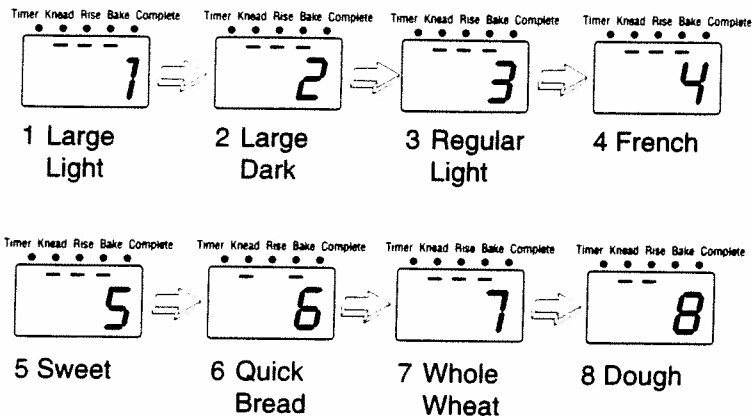 Timer Knead Rise Bake Complete
1
1 Large
Light
Timer Knead Rise Bake Complete
2
2 Large
Dark
Timer Knead Rise Bake Complete
3
3 Regular
Light
Timer Knead Rise Bake Complete
4
4 French
Timer Knead Rise Bake Complete
5
5 Sweet
Timer Knead Rise Bake Complete
6
6 Quick
Bread
Timer Knead Rise Bake Complete
7
7 Whole
Wheat
Timer Knead Rise Bake Complete
8
8 Dough